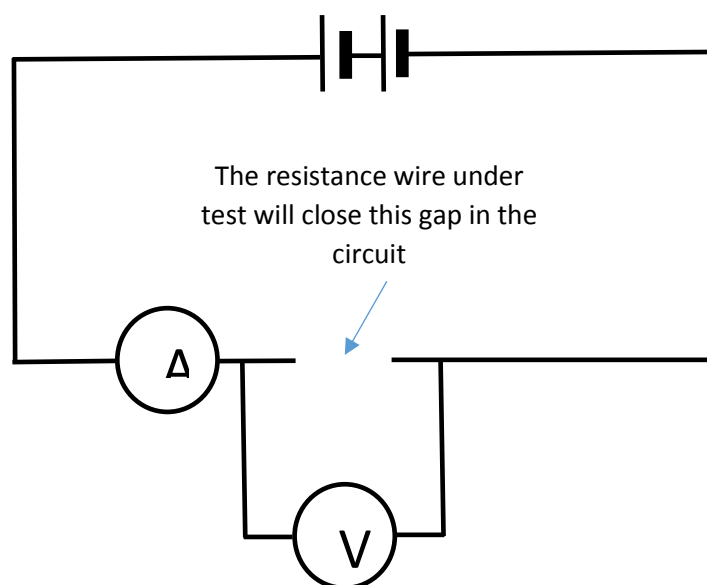 The resistance wire under
test will close this gap in the
circuit
A
V